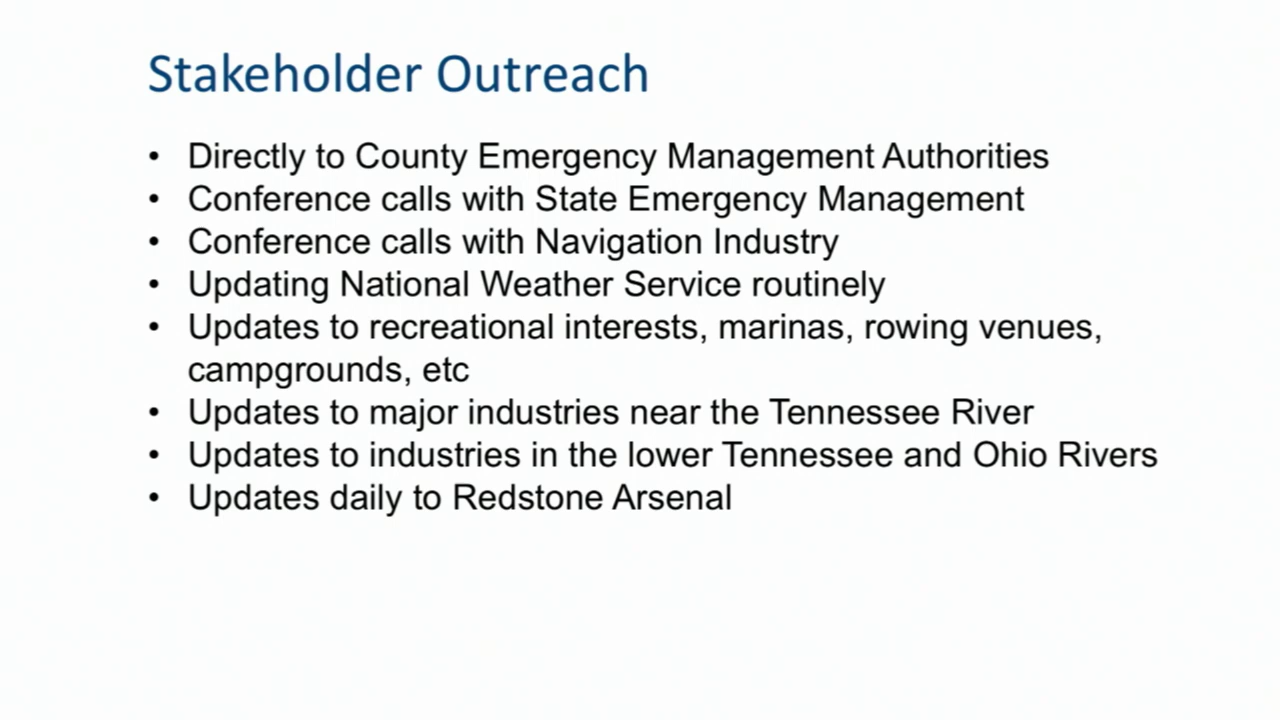 Stakeholder Outreach
• Directly to County Emergency Management Authorities
• Conference calls with State Emergency Management
• Conference calls with Navigation Industry
• Updating National Weather Service routinely
• Updates to recreational interests, marinas, rowing venues,
campgrounds, etc
• Updates to major industries near the Tennessee River
• Updates to industries in the lower Tennessee and Ohio Rivers
• Updates daily to Redstone Arsenal